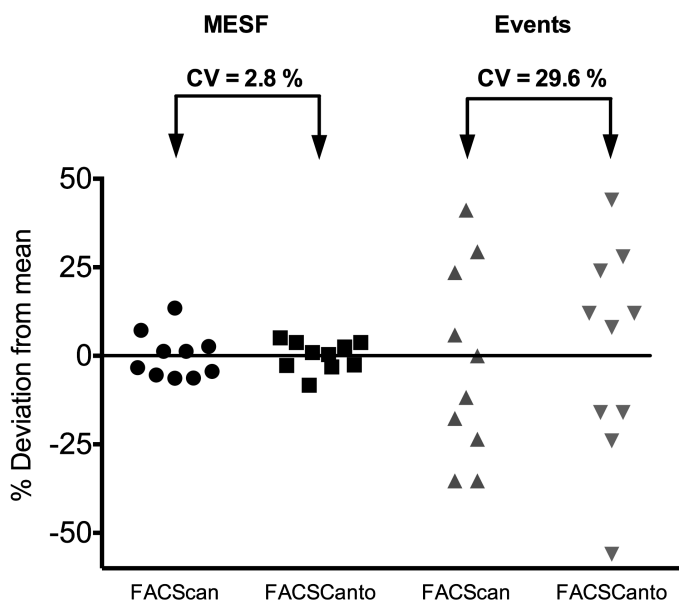 MESF Events
CV = 2.8 % CV = 29.6 %
50
25
0
-25
-50
% Deviation from mean
FACScan FACSCanto FACScan FACSCanto